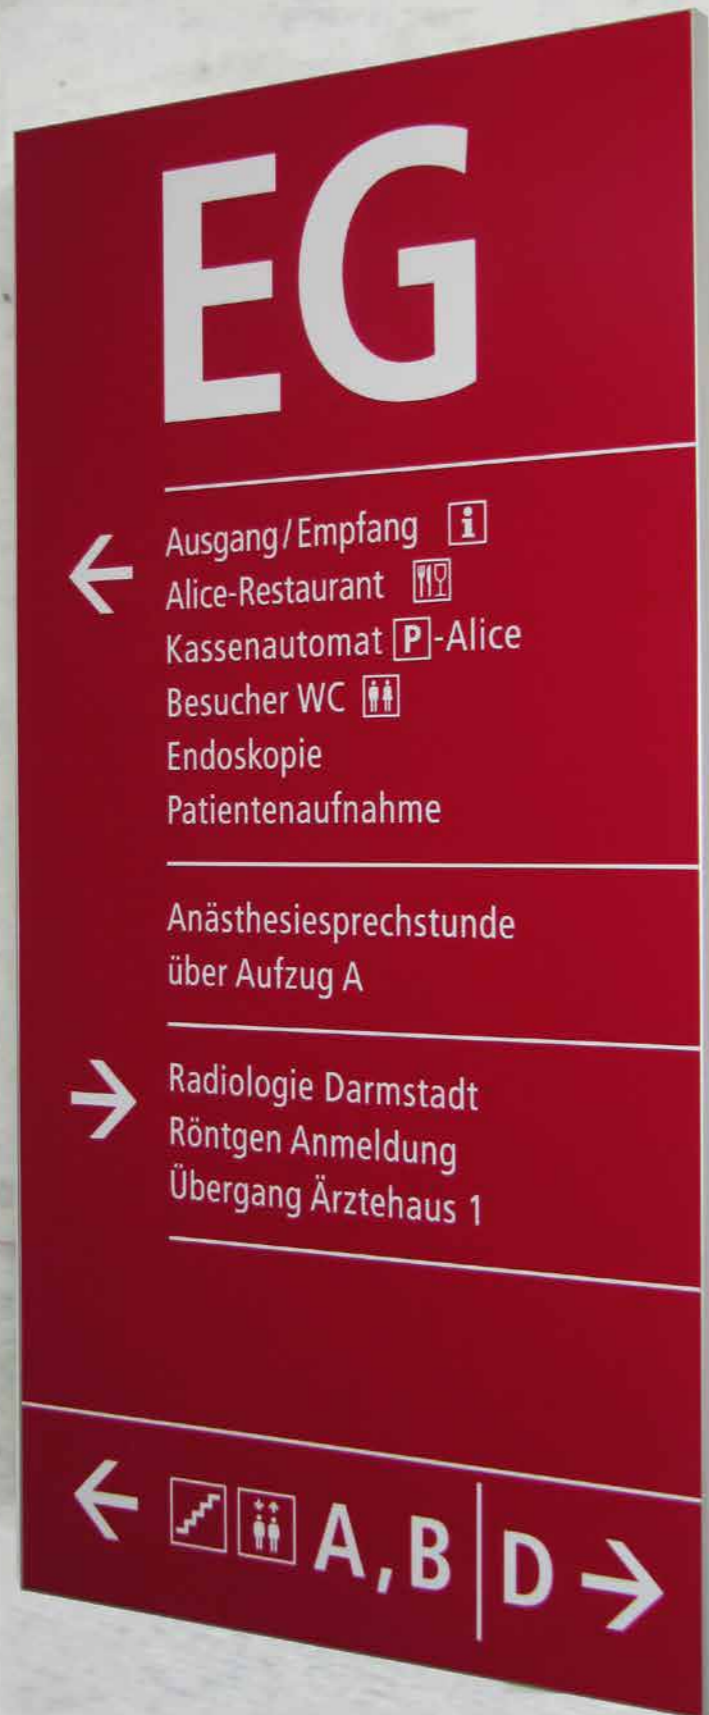 EG
Ausgang/Empfang i
Alice-Restaurant
Kassenautomat P-Alice
Besucher WC
Endoskopie
Patientenaufnahme
Anästhesiesprechstunde
über Aufzug A
Radiologie Darmstadt
Röntgen Anmeldung
Übergang Ärztehaus 1
A, B | D